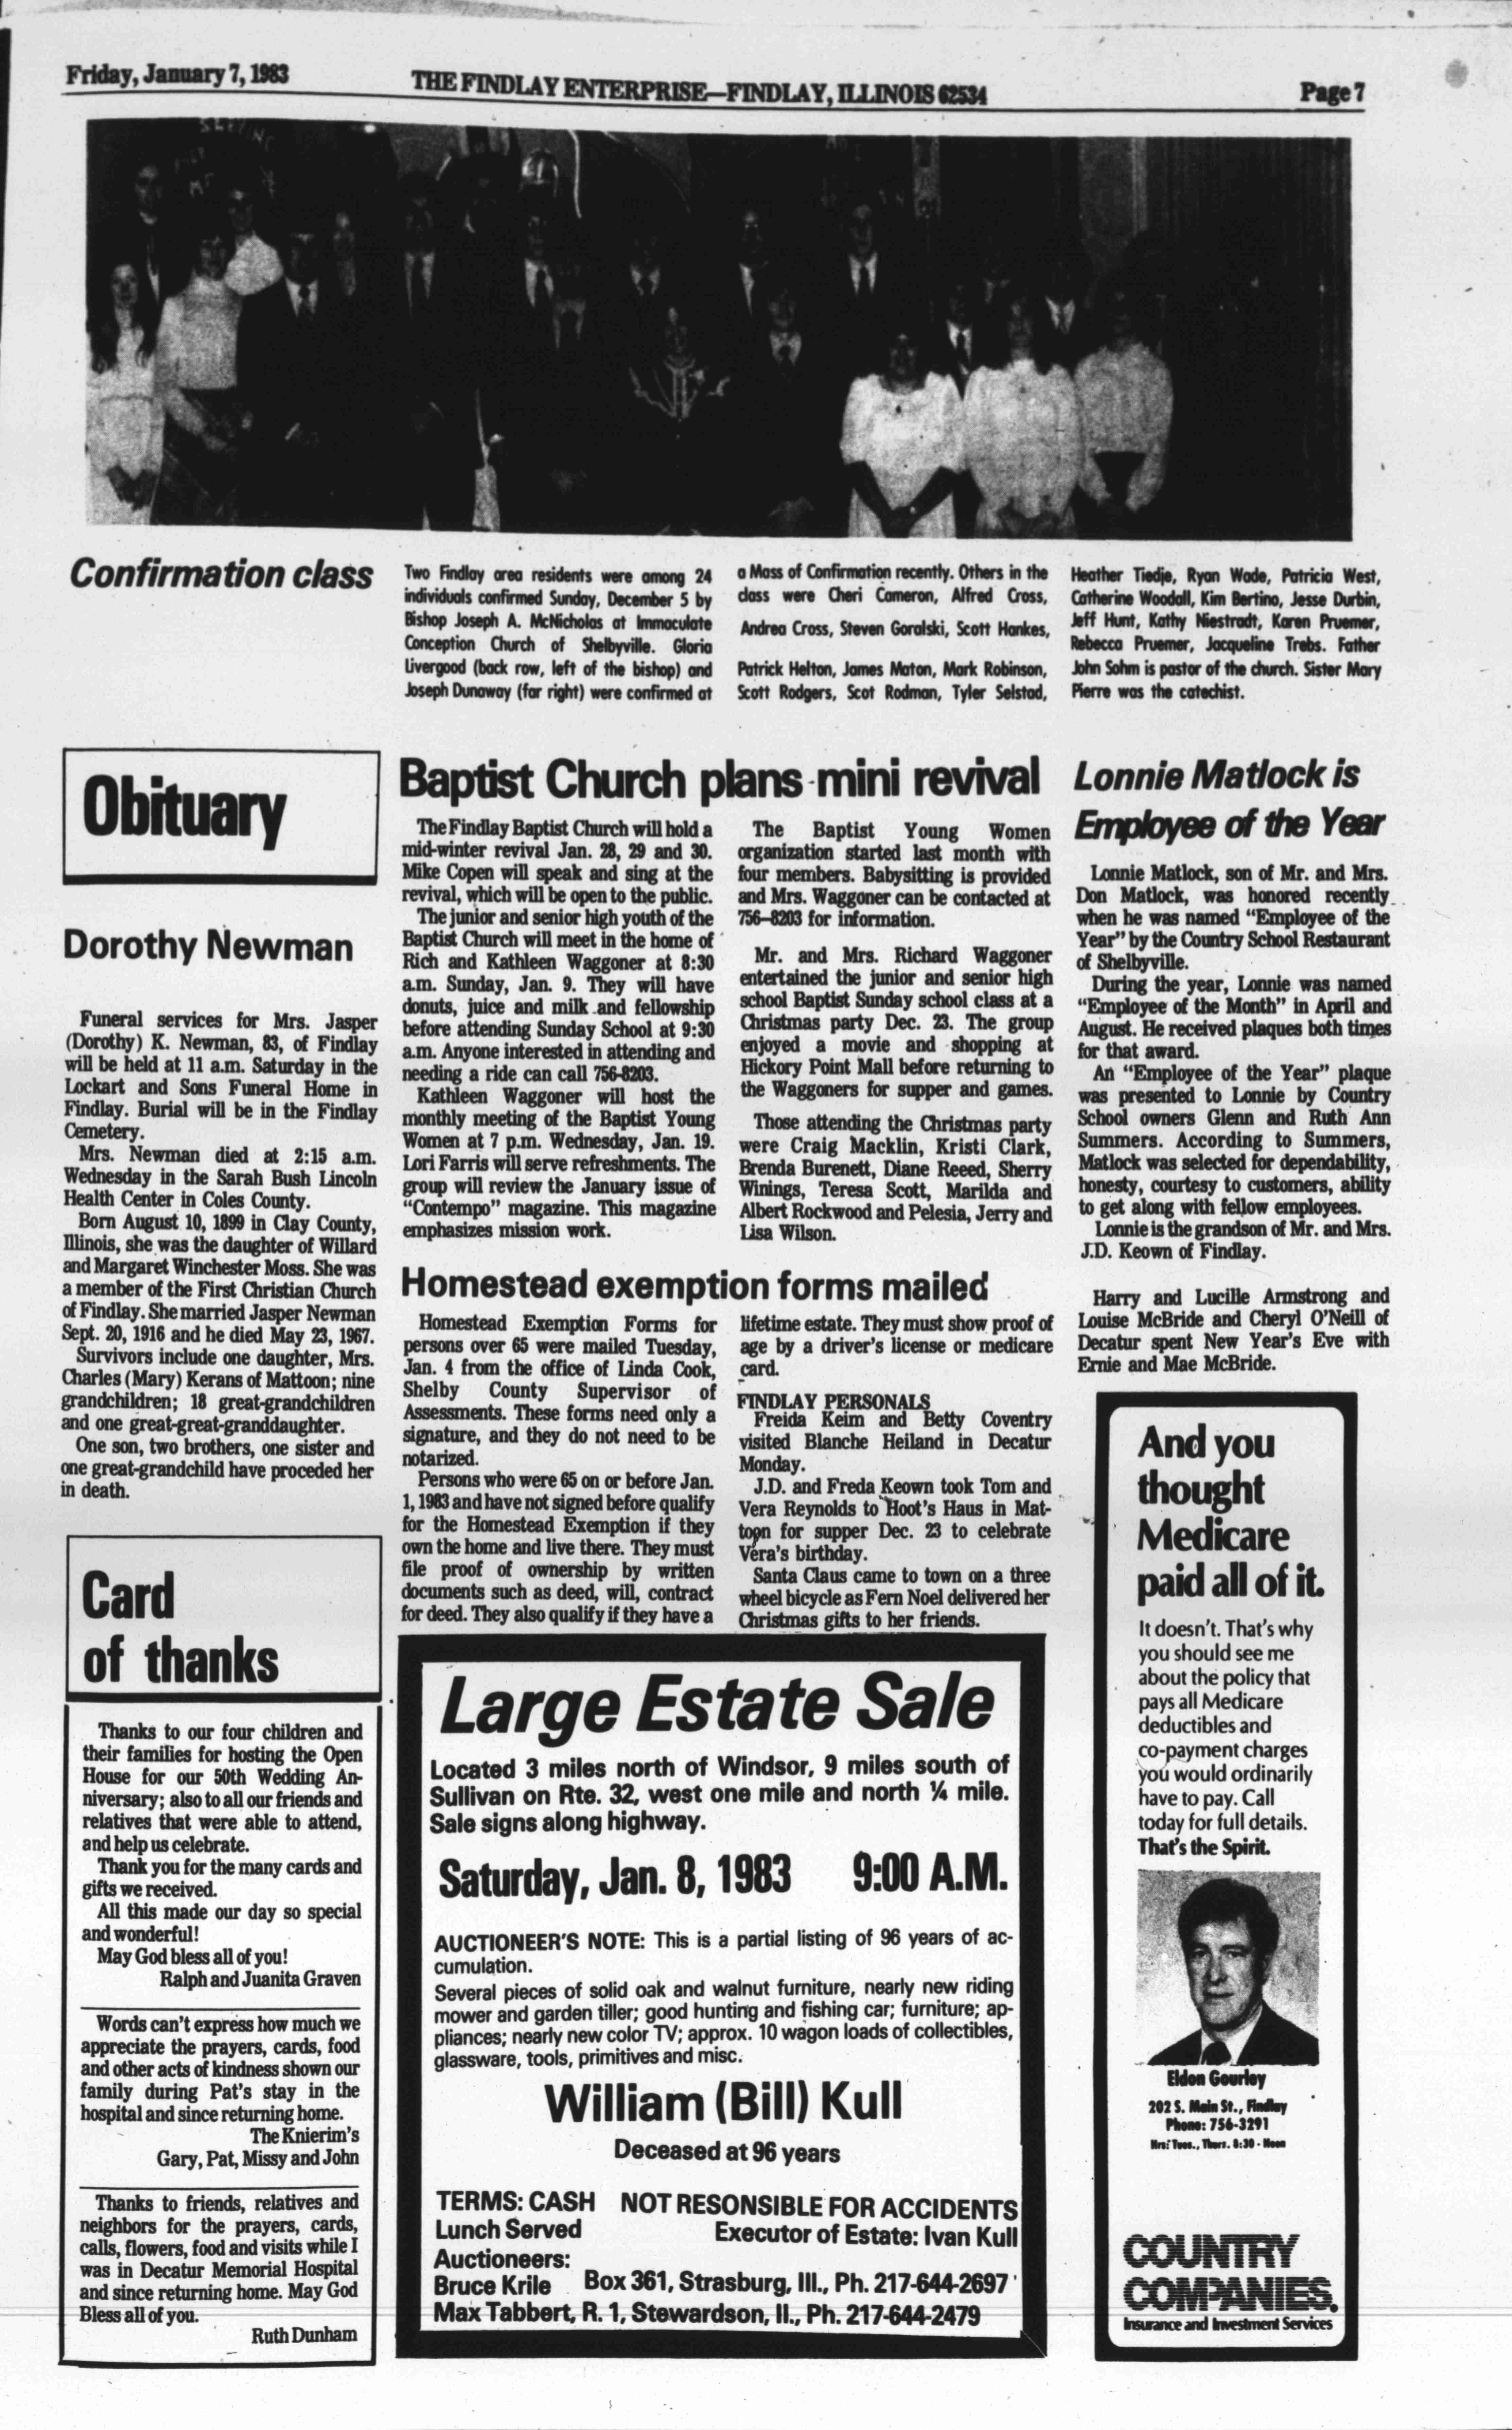 Friday, January 7, 1983
THE FINDLAY ENTERPRISE—FINDLAY, ILLINOIS 62534
Page 7
Confirmation class
Two Findlay area residents were among 24
individuals confirmed Sunday, December 5 by
Bishop Joseph A. McNicholas at Immaculate
Conception Church of Shelbyville. Gloria
Livergood (back row, left of the bishop) and
Joseph Dunaway (far right) were confirmed at
a Mass of Confirmation recently. Others in the
class were Cheri Cameron, Alfred Cross,
Andrea Cross, Steven Goralski, Scott Hankes,
Patrick Helton, James Maton, Mark Robinson,
Scott Rodgers, Scot Rodman, Tyler Selstad,
Heather Tiedje, Ryan Wade, Patricia West,
Catherine Woodall, Kim Bertino, Jesse Durbin,
Jeff Hunt, Kathy Niestradt, Karen Pruemer,
Rebecca Pruemer, Jacqueline Trebs. Father
John Sohm is pastor of the church. Sister Mary
Pierre was the catechist.
Obituary
Dorothy Newman
Funeral services for Mrs. Jasper
(Dorothy) K. Newman, 83, of Findlay
will be held at 11 a.m. Saturday in the
Lockart and Sons Funeral Home in
Findlay. Burial will be in the Findlay
Cemetery.
Mrs. Newman died at 2:15 a.m.
Wednesday in the Sarah Bush Lincoln
Health Center in Coles County.
Born August 10, 1899 in Clay County,
Illinois, she was the daughter of Willard
and Margaret Winchester Moss. She was
a member of the First Christian Church
of Findlay. She married Jasper Newman
Sept. 20, 1916 and he died May 23, 1967.
Survivors include one daughter, Mrs.
Charles (Mary) Kerans of Mattoon; nine
grandchildren; 18 great-grandchildren
and one great-great-granddaughter.
One son, two brothers, one sister and
one great-grandchild have proceded her
in death.
Card
of thanks
Thanks to our four children and
their families for hosting the Open
House for our 50th Wedding An-
niversary; also to all our friends and
relatives that were able to attend,
and help us celebrate.
Thank you for the many cards and
gifts we received.
All this made our day so special
and wonderful!
May God bless all of you!
Ralph and Juanita Graven
Words can't express how much we
appreciate the prayers, cards, food
and other acts of kindness shown our
family during Pat's stay in the
hospital and since returning home.
The Knierim's
Gary, Pat, Missy and John
Thanks to friends, relatives and
neighbors for the prayers, cards,
calls, flowers, food and visits while I
was in Decatur Memorial Hospital
and since returning home. May God
Bless all of you.
Ruth Dunham
Baptist Church plans mini revival
The Findlay Baptist Church will hold a
mid-winter revival Jan. 28, 29 and 30.
Mike Copen will speak and sing at the
revival, which will be open to the public.
The junior and senior high youth of the
Baptist Church will meet in the home of
Rich and Kathleen Waggoner at 8:30
a.m. Sunday, Jan. 9. They will have
donuts, juice and milk and fellowship
before attending Sunday School at 9:30
a.m. Anyone interested in attending and
needing a ride can call 756-8203.
Kathleen Waggoner will host the
monthly meeting of the Baptist Young
Women at 7 p.m. Wednesday, Jan. 19.
Lori Farris will serve refreshments. The
group will review the January issue of
"Contempo" magazine. This magazine
emphasizes mission work.
The Baptist Young Women
organization started last month with
four members. Babysitting is provided
and Mrs. Waggoner can be contacted at
756-8203 for information.
Mr. and Mrs. Richard Waggoner
entertained the junior and senior high
school Baptist Sunday school class at a
Christmas party Dec. 23. The group
enjoyed a movie and shopping at
Hickory Point Mall before returning to
the Waggoners for supper and games.
Those attending the Christmas party
were Craig Macklin, Kristi Clark,
Brenda Burenett, Diane Reeed, Sherry
Winings, Teresa Scott, Marilda and
Albert Rockwood and Pelesia, Jerry and
Lisa Wilson.
Homestead exemption forms mailed
Homestead Exemption Forms for
persons over 65 were mailed Tuesday,
Jan. 4 from the office of Linda Cook,
Shelby County Supervisor of
Assessments. These forms need only a
signature, and they do not need to be
notarized.
Persons who were 65 on or before Jan.
1, 1983 and have not signed before qualify
for the Homestead Exemption if they
own the home and live there. They must
file proof of ownership by written
documents such as deed, will, contract
for deed. They also qualify if they have a
lifetime estate. They must show proof of
age by a driver's license or medicare
card.
FINDLAY PERSONALS
Freida Keim and Betty Coventry
visited Blanche Heiland in Decatur
Monday.
J.D. and Freda Keown took Tom and
Vera Reynolds to Hoot's Haus in Mat-
toon for supper Dec. 23 to celebrate
Vera's birthday.
Santa Claus came to town on a three
wheel bicycle as Fern Noel delivered her
Christmas gifts to her friends.
Lonnie Matlock is
Employee of the Year
Lonnie Matlock, son of Mr. and Mrs.
Don Matlock, was honored recently
when he was named "Employee of the
Year" by the Country School Restaurant
of Shelbyville.
During the year, Lonnie was named
"Employee of the Month" in April and
August. He received plaques both times
for that award.
An "Employee of the Year" plaque
was presented to Lonnie by Country
School owners Glenn and Ruth Ann
Summers. According to Summers,
Matlock was selected for dependability,
honesty, courtesy to customers, ability
to get along with fellow employees.
Lonnie is the grandson of Mr. and Mrs.
J.D. Keown of Findlay.
Harry and Lucille Armstrong and
Louise McBride and Cheryl O'Neill of
Decatur spent New Year's Eve with
Ernie and Mae McBride.
Large Estate Sale
Located 3 miles north of Windsor, 9 miles south of
Sullivan on Rte. 32, west one mile and north ¼ mile.
Sale signs along highway.
Saturday, Jan. 8, 1983 9:00 A.M.
AUCTIONEER'S NOTE: This is a partial listing of 96 years of ac-
cumulation.
Several pieces of solid oak and walnut furniture, nearly new riding
mower and garden tiller; good hunting and fishing car; furniture; ap-
pliances; nearly new color TV; approx. 10 wagon loads of collectibles,
glassware, tools, primitives and misc.
William (Bill) Kull
Deceased at 96 years
TERMS: CASH NOT RESONSIBLE FOR ACCIDENTS
Lunch Served Executor of Estate: Ivan Kull
Auctioneers:
Bruce Krile Box 361, Strasburg, Ill., Ph. 217-644-2697
Max Tabbert, R. 1, Stewardson, Il., Ph. 217-644-2479
And you
thought
Medicare
paid all of it.
It doesn't. That's why
you should see me
about the policy that
pays all Medicare
deductibles and
co-payment charges
you would ordinarily
have to pay. Call
today for full details.
That's the Spirit.
Eldon Gourley
202 S. Main St., Findlay
Phone: 756-3291
Hrs: Tues., Thurs. 8:30 - Noon
COUNTRY
COMPANIES.
Insurance and Investment Services